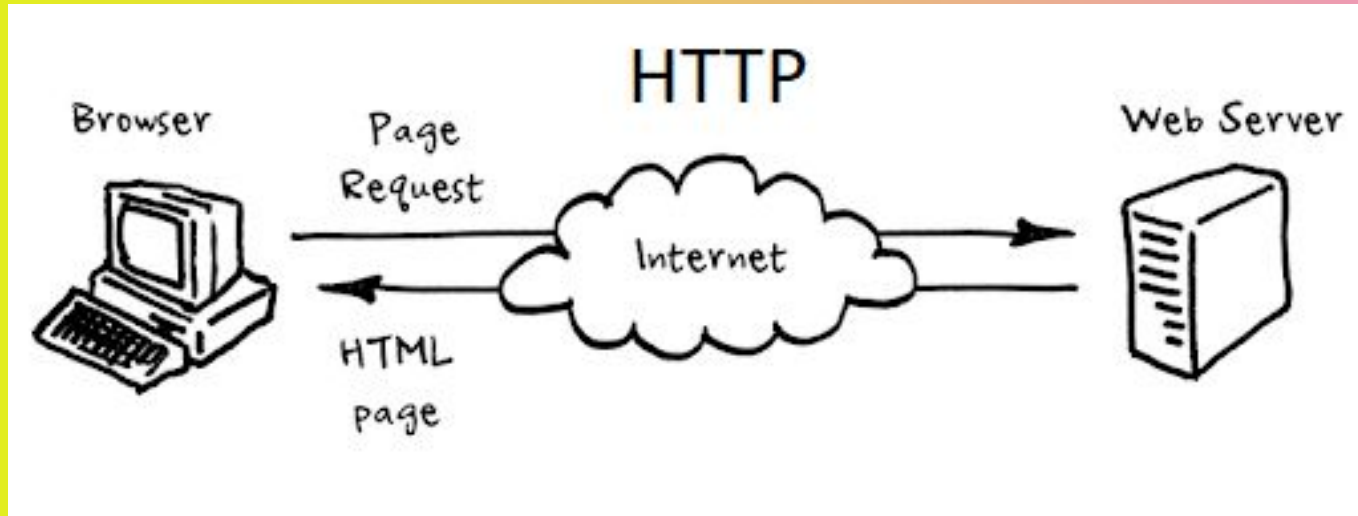 HTTP
Browser
Page
Request
Web Server
Internet
HTML
page